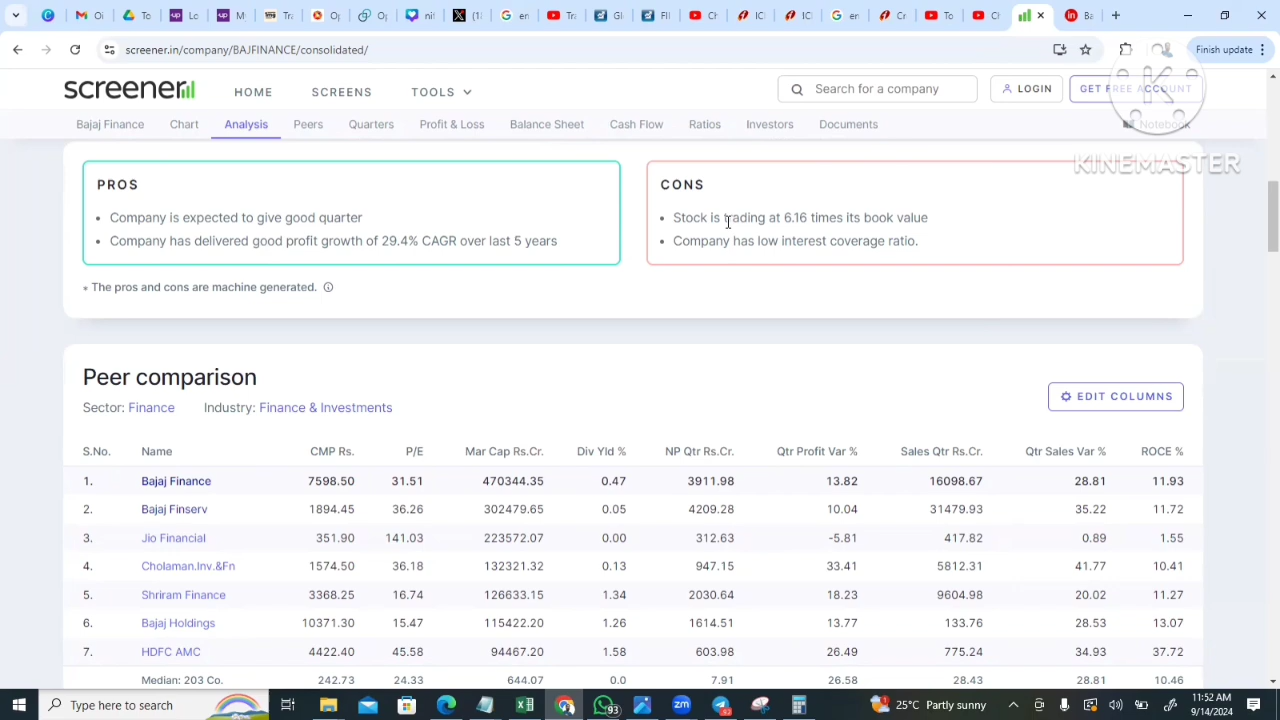 Finish update
screener.in/company/BAJFINANCE/consolidated/
screener
HOME
SCREENS
TOOLS
Search for a company
LOGIN
GET FREE ACCOUNT
Bajaj Finance
Chart
Analysis
Peers
Quarters
Profit & Loss
Balance Sheet
Cash Flow
Ratios
Investors
Documents
Notebook
KINEMASTER
PROS
Company is expected to give good quarter
Company has delivered good profit growth of 29.4% CAGR over last 5 years
CONS
Stock is trading at 6.16 times its book value
Company has low interest coverage ratio.
* The pros and cons are machine generated.
Peer comparison
Sector: Finance Industry: Finance & Investments
EDIT COLUMNS
S.No. Name CMP Rs. P/E Mar Cap Rs.Cr. Div Yld % NP Qtr Rs.Cr. Qtr Profit Var % Sales Qtr Rs.Cr. Qtr Sales Var % ROCE %
1. Bajaj Finance 7598.50 31.51 470344.35 0.47 3911.98 13.82 16098.67 28.81 11.93
2. Bajaj Finserv 1894.45 36.26 302479.65 0.05 4209.28 10.04 31479.93 35.22 11.72
3. Jio Financial 351.90 141.03 223572.07 0.00 312.63 -5.81 417.82 0.89 1.55
4. Cholaman.Inv.&Fn 1574.50 36.18 132321.32 0.13 947.15 33.41 5812.31 41.77 10.41
5. Shriram Finance 3368.25 16.74 126633.15 1.34 2030.64 18.23 9604.98 20.02 11.27
6. Bajaj Holdings 10371.30 15.47 115422.20 1.26 1614.51 13.77 133.76 28.53 13.07
7. HDFC AMC 4422.40 45.58 94467.20 1.58 603.98 26.49 775.24 34.93 37.72
Median: 203 Co. 242.73 24.33 644.07 0.0 7.91 26.58 28.43 28.81 10.46
Type here to search
93
25°C Partly sunny
11:52 AM
9/14/2024